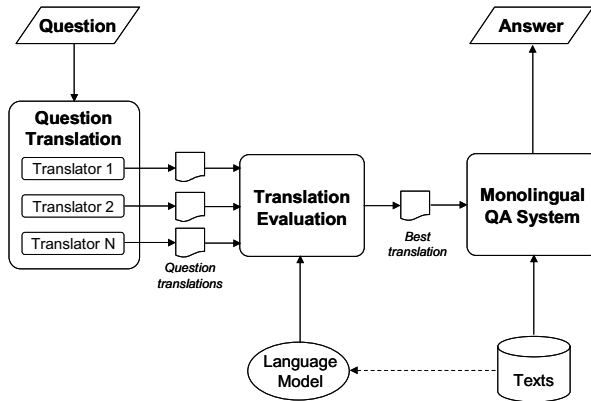 Question
Answer
Question
Translation
Translator 1
Translator 2
Translator N
Question
translations
Translation
Evaluation
Best
translation
Monolingual
QA System
Language
Model
Texts